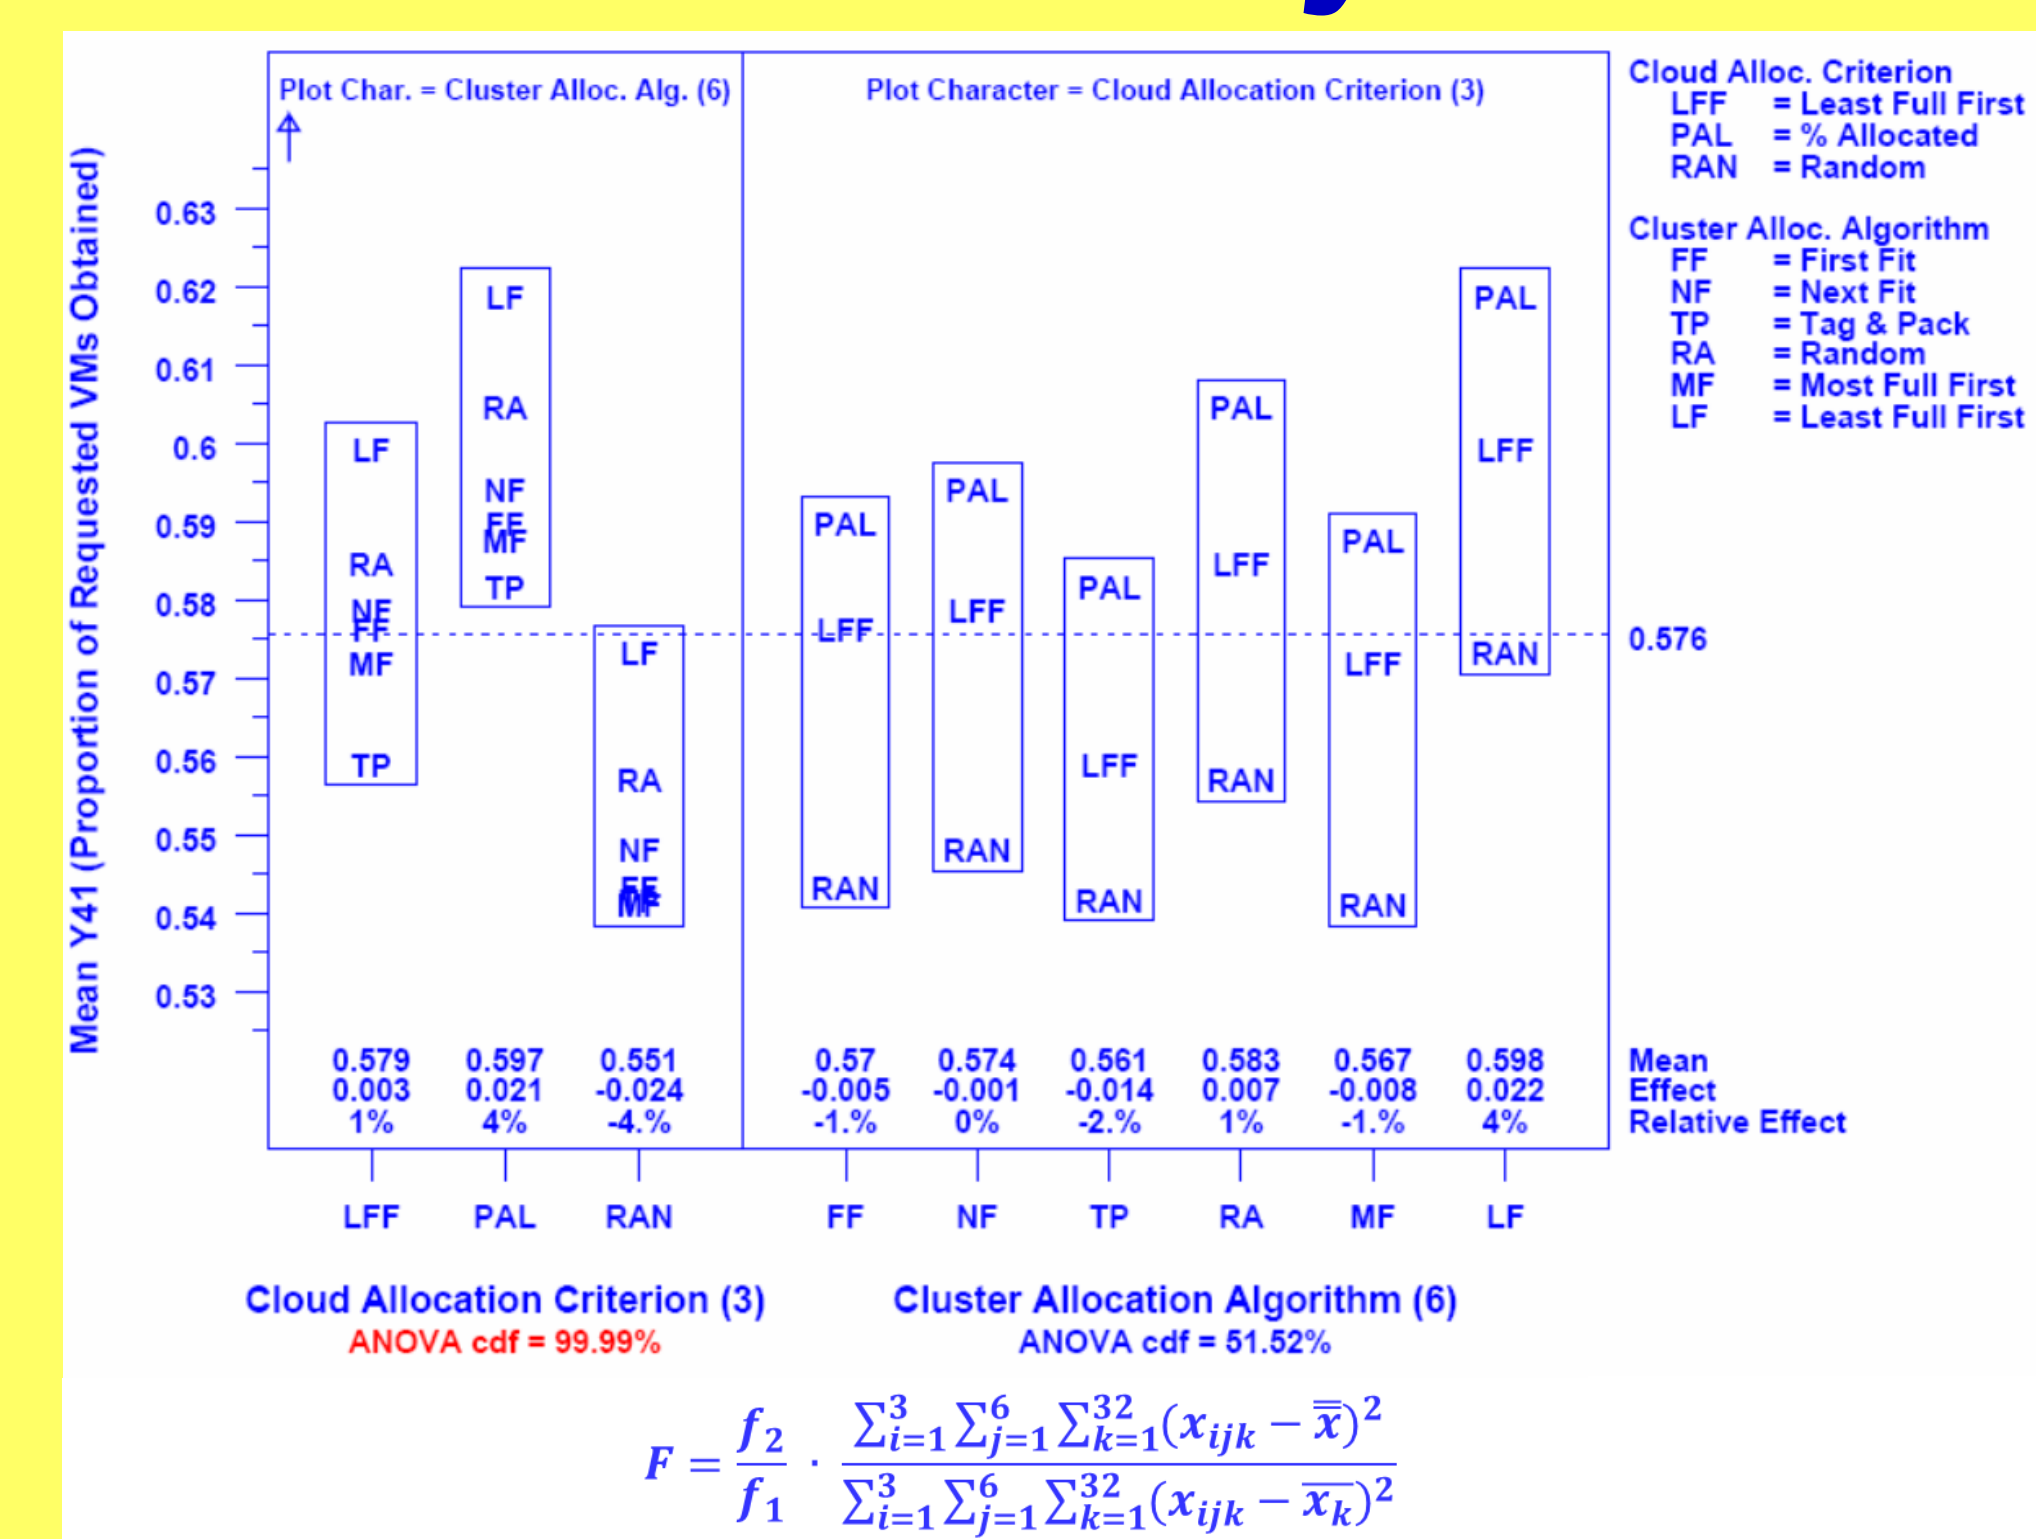 Plot Char. = Cluster Alloc. Alg. (6)
Plot Character = Cloud Allocation Criterion (3)
Cloud Alloc. Criterion
LFF = Least Full First
PAL = % Allocated
RAN = Random
Cluster Alloc. Algorithm
FF = First Fit
NF = Next Fit
TP = Tag & Pack
RA = Random
MF = Most Full First
LF = Least Full First
Mean Y41 (Proportion of Requested VMs Obtained)
0.63
0.62
0.61
0.6
0.59
0.58
0.57
0.56
0.55
0.54
0.53
LF
RA
NF
FF
MF
TP
LF
RA
NF
FF
MF
TP
LF
RA
NF
FF
MF
PAL
LFF
RAN
PAL
LFF
RAN
PAL
LFF
RAN
PAL
LFF
RAN
PAL
LFF
RAN
PAL
LFF
RAN
0.576
0.579 0.597 0.551 0.57 0.574 0.561 0.583 0.567 0.598 Mean
0.003 0.021 -0.024 -0.005 -0.001 -0.014 0.007 -0.008 0.022 Effect
1% 4% -4.% -1.% 0% -2.% 1% -1.% 4% Relative Effect
LFF PAL RAN FF NF TP RA MF LF
Cloud Allocation Criterion (3)
ANOVA cdf = 99.99%
Cluster Allocation Algorithm (6)
ANOVA cdf = 51.52%
F = f₂/f₁ · ∑³ᵢ₌₁ ∑⁶ⱼ₌₁ ∑³²ₖ₌₁(xᵢⱼₖ − x̿)² / ∑³ᵢ₌₁ ∑⁶ⱼ₌₁ ∑³²ₖ₌₁(xᵢⱼₖ − x̅ₖ)²